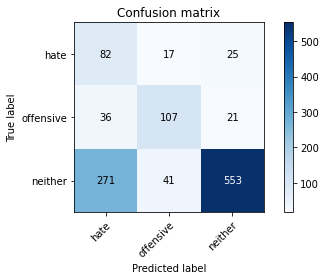 Confusion matrix
hate 82 17 25
offensive 36 107 21
neither 271 41 553
hate offensive neither
True label
Predicted label
500
400
300
200
100